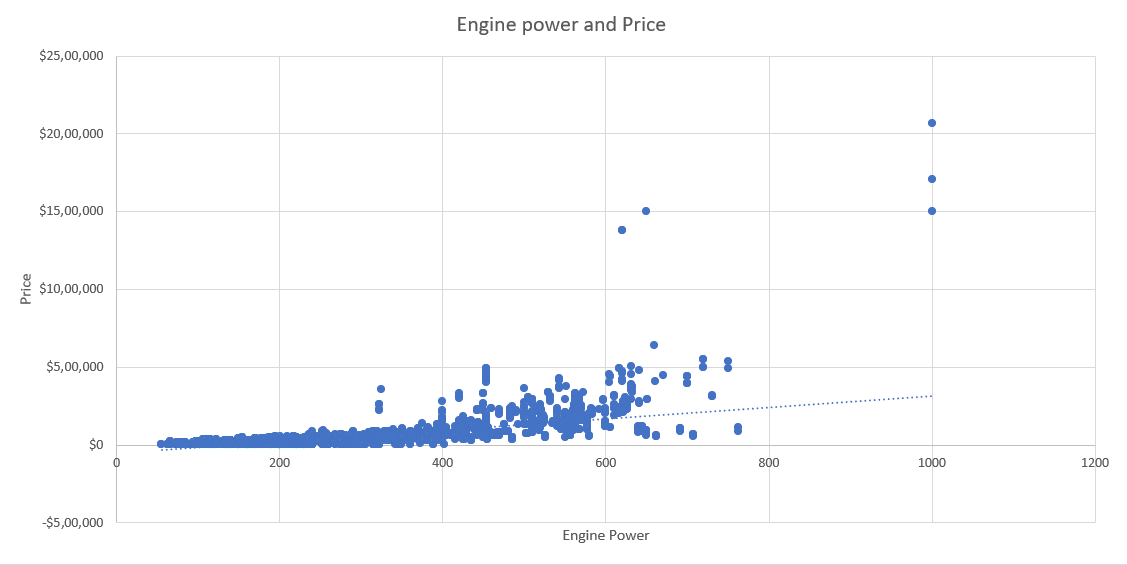 Engine power and Price
$25,00,000
$20,00,000
$15,00,000
$10,00,000
$5,00,000
$0
-$5,00,000
Price
0 200 400 600 800 1000 1200
Engine Power